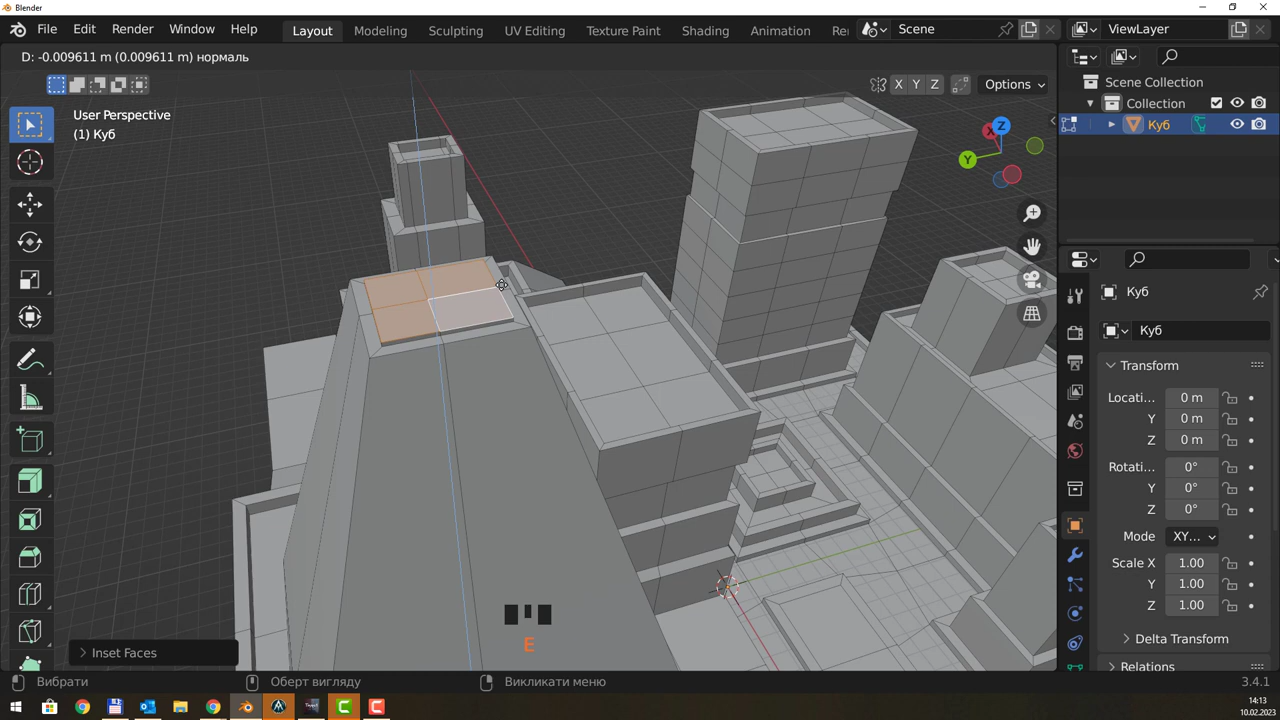 Blender
File Edit Render Window Help Layout Modeling Sculpting UV Editing Texture Paint Shading Animation Re Scene ViewLayer
D: -0.009611 m (0.009611 m) нормаль
X Y Z Options
User Perspective
(1) Куб
Scene Collection
Collection
Куб
X
Y
Z
Куб
Куб
Transform
Locati... 0 m
Y 0 m
Z 0 m
Rotati... 0°
Y 0°
Z 0°
Mode XY...
Scale X 1.00
Y 1.00
Z 1.00
Delta Transform
Relations
E
Inset Faces
Вибрати Оберт вигляду Викликати меню 3.4.1
14:13
10.02.2023